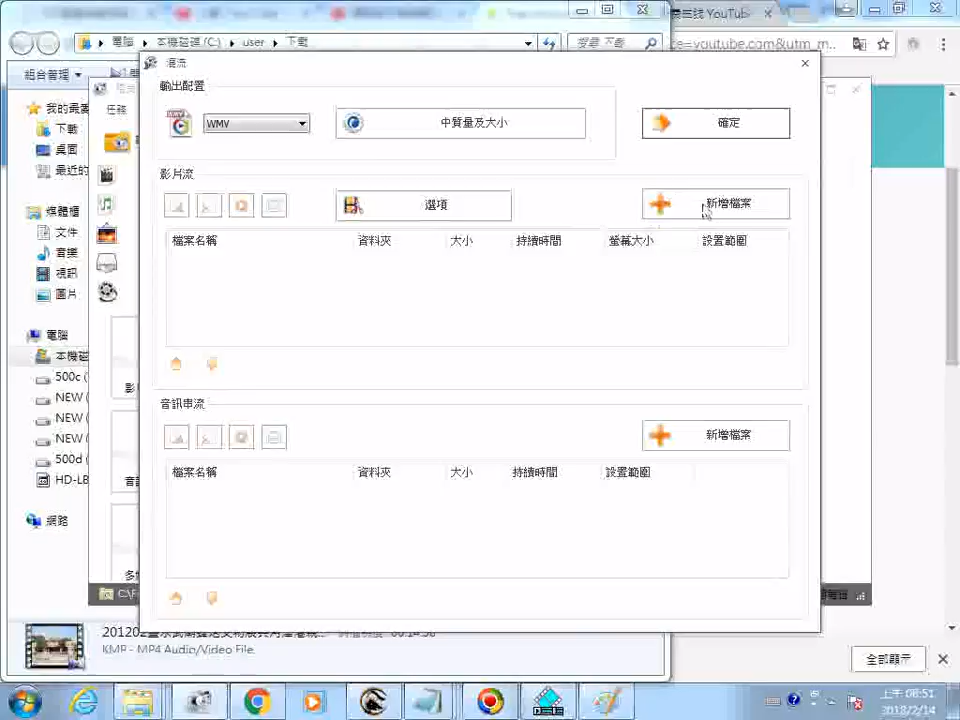 電腦 ▸ 本機磁碟 (C:) ▸ user ▸ 下載
搜尋 下載
組合管理
混流
輸出配置
WMV
中質量及大小
確定
影片流
選項
新增檔案
檔案名稱 資料夾 大小 持續時間 螢幕大小 設置範圍
音訊串流
新增檔案
檔案名稱 資料夾 大小 持續時間 設置範圍
我的最愛
下載
桌面
最近的
媒體櫃
文件
音樂
視訊
圖片
電腦
本機磁
500c (
NEW (
NEW (
NEW (
500d (
HD-LB
網路
任務
KMP - MP4 Audio/Video File
全部顯示
上午 08:51
2018/2/14